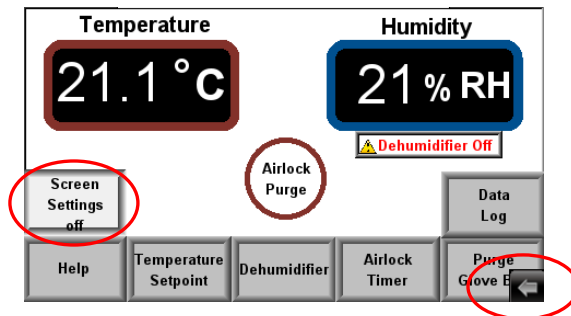 Temperature
Humidity
21.1 °C
21 % RH
Dehumidifier Off
Airlock
Purge
Screen
Settings
off
Data
Log
Help
Temperature
Setpoint
Dehumidifier
Airlock
Timer
Purge
Glove